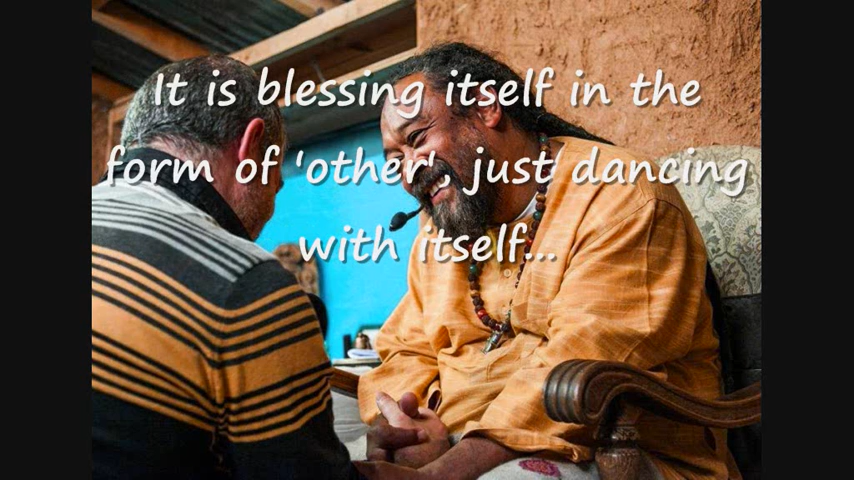 It is blessing itself in the
form of 'other', just dancing
with itself...